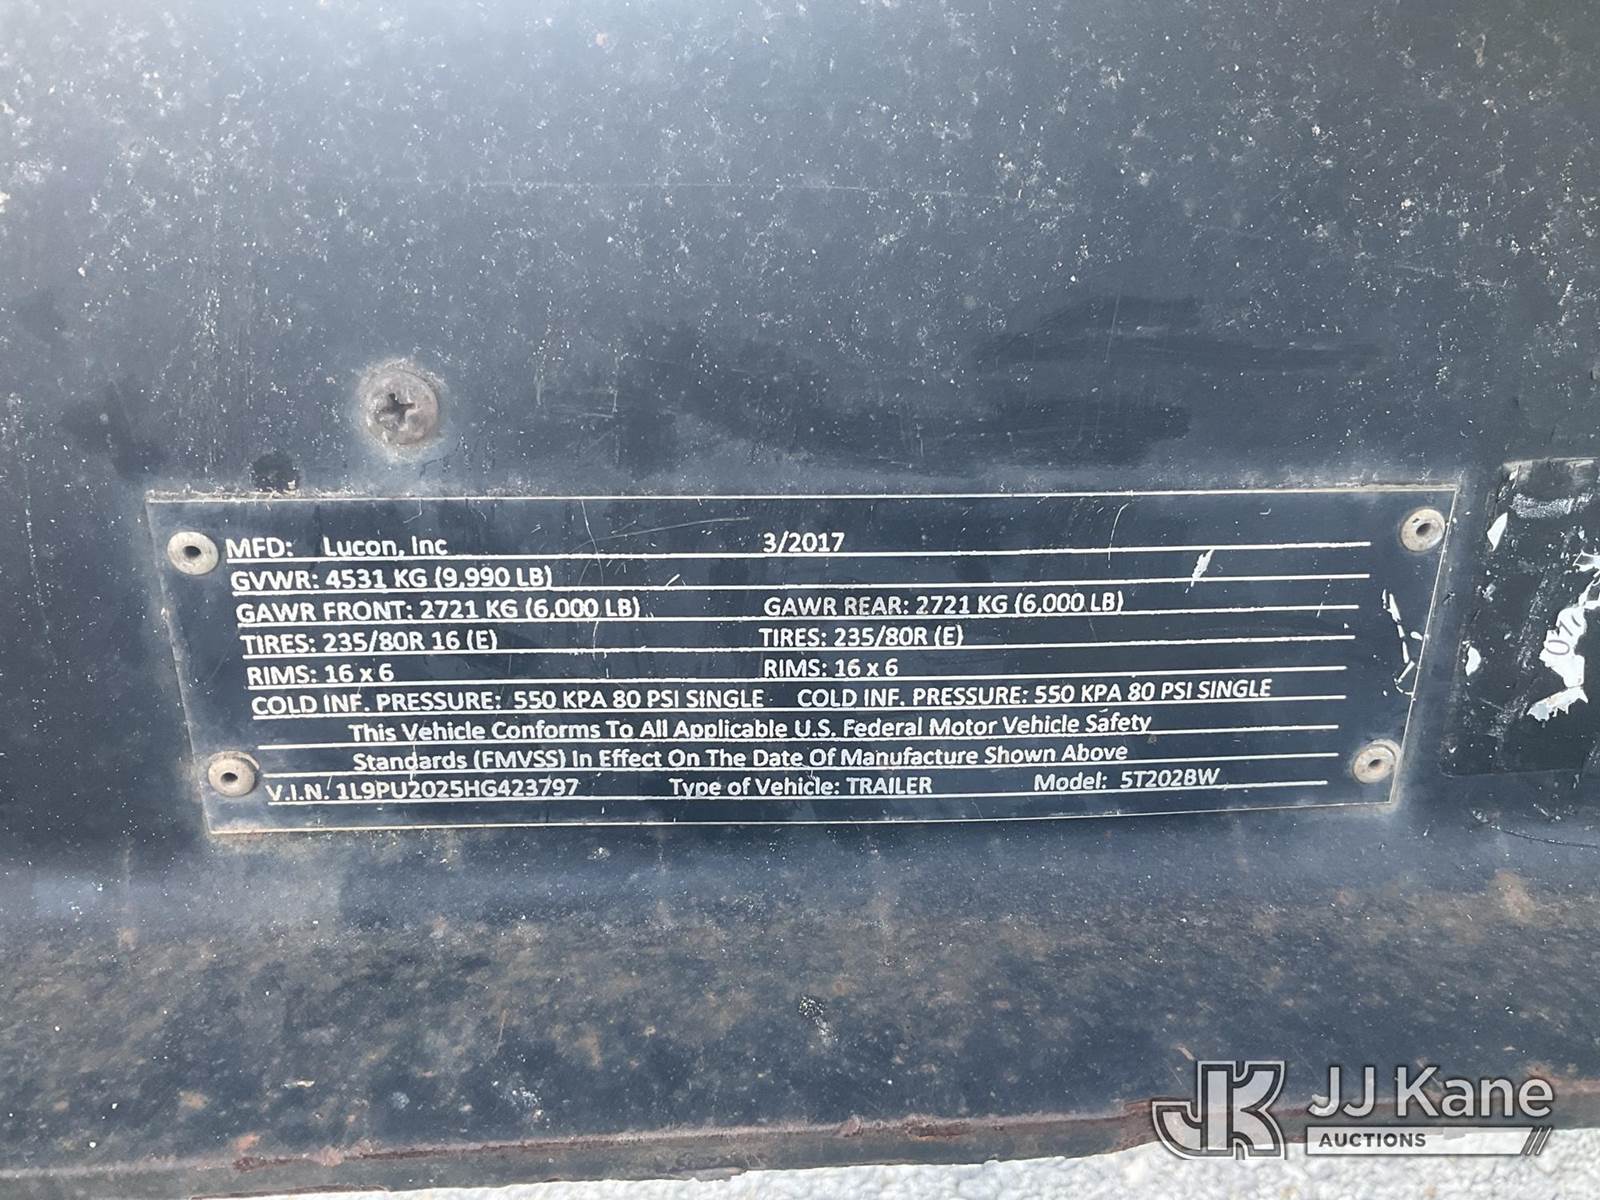 MFD: Lucon, Inc 3/2017
GVWR: 4531 KG (9,990 LB)
GAWR FRONT: 2721 KG (6,000 LB) GAWR REAR: 2721 KG (6,000 LB)
TIRES: 235/80R 16 (E) TIRES: 235/80R (E)
RIMS: 16 x 6 RIMS: 16 x 6
COLD INF. PRESSURE: 550 KPA 80 PSI SINGLE COLD INF. PRESSURE: 550 KPA 80 PSI SINGLE
This Vehicle Conforms To All Applicable U.S. Federal Motor Vehicle Safety
Standards (FMVSS) In Effect On The Date Of Manufacture Shown Above
V.I.N. 1L9PU2025HG423797 Type of Vehicle: TRAILER Model: 5T202BW
JK JJ Kane
AUCTIONS